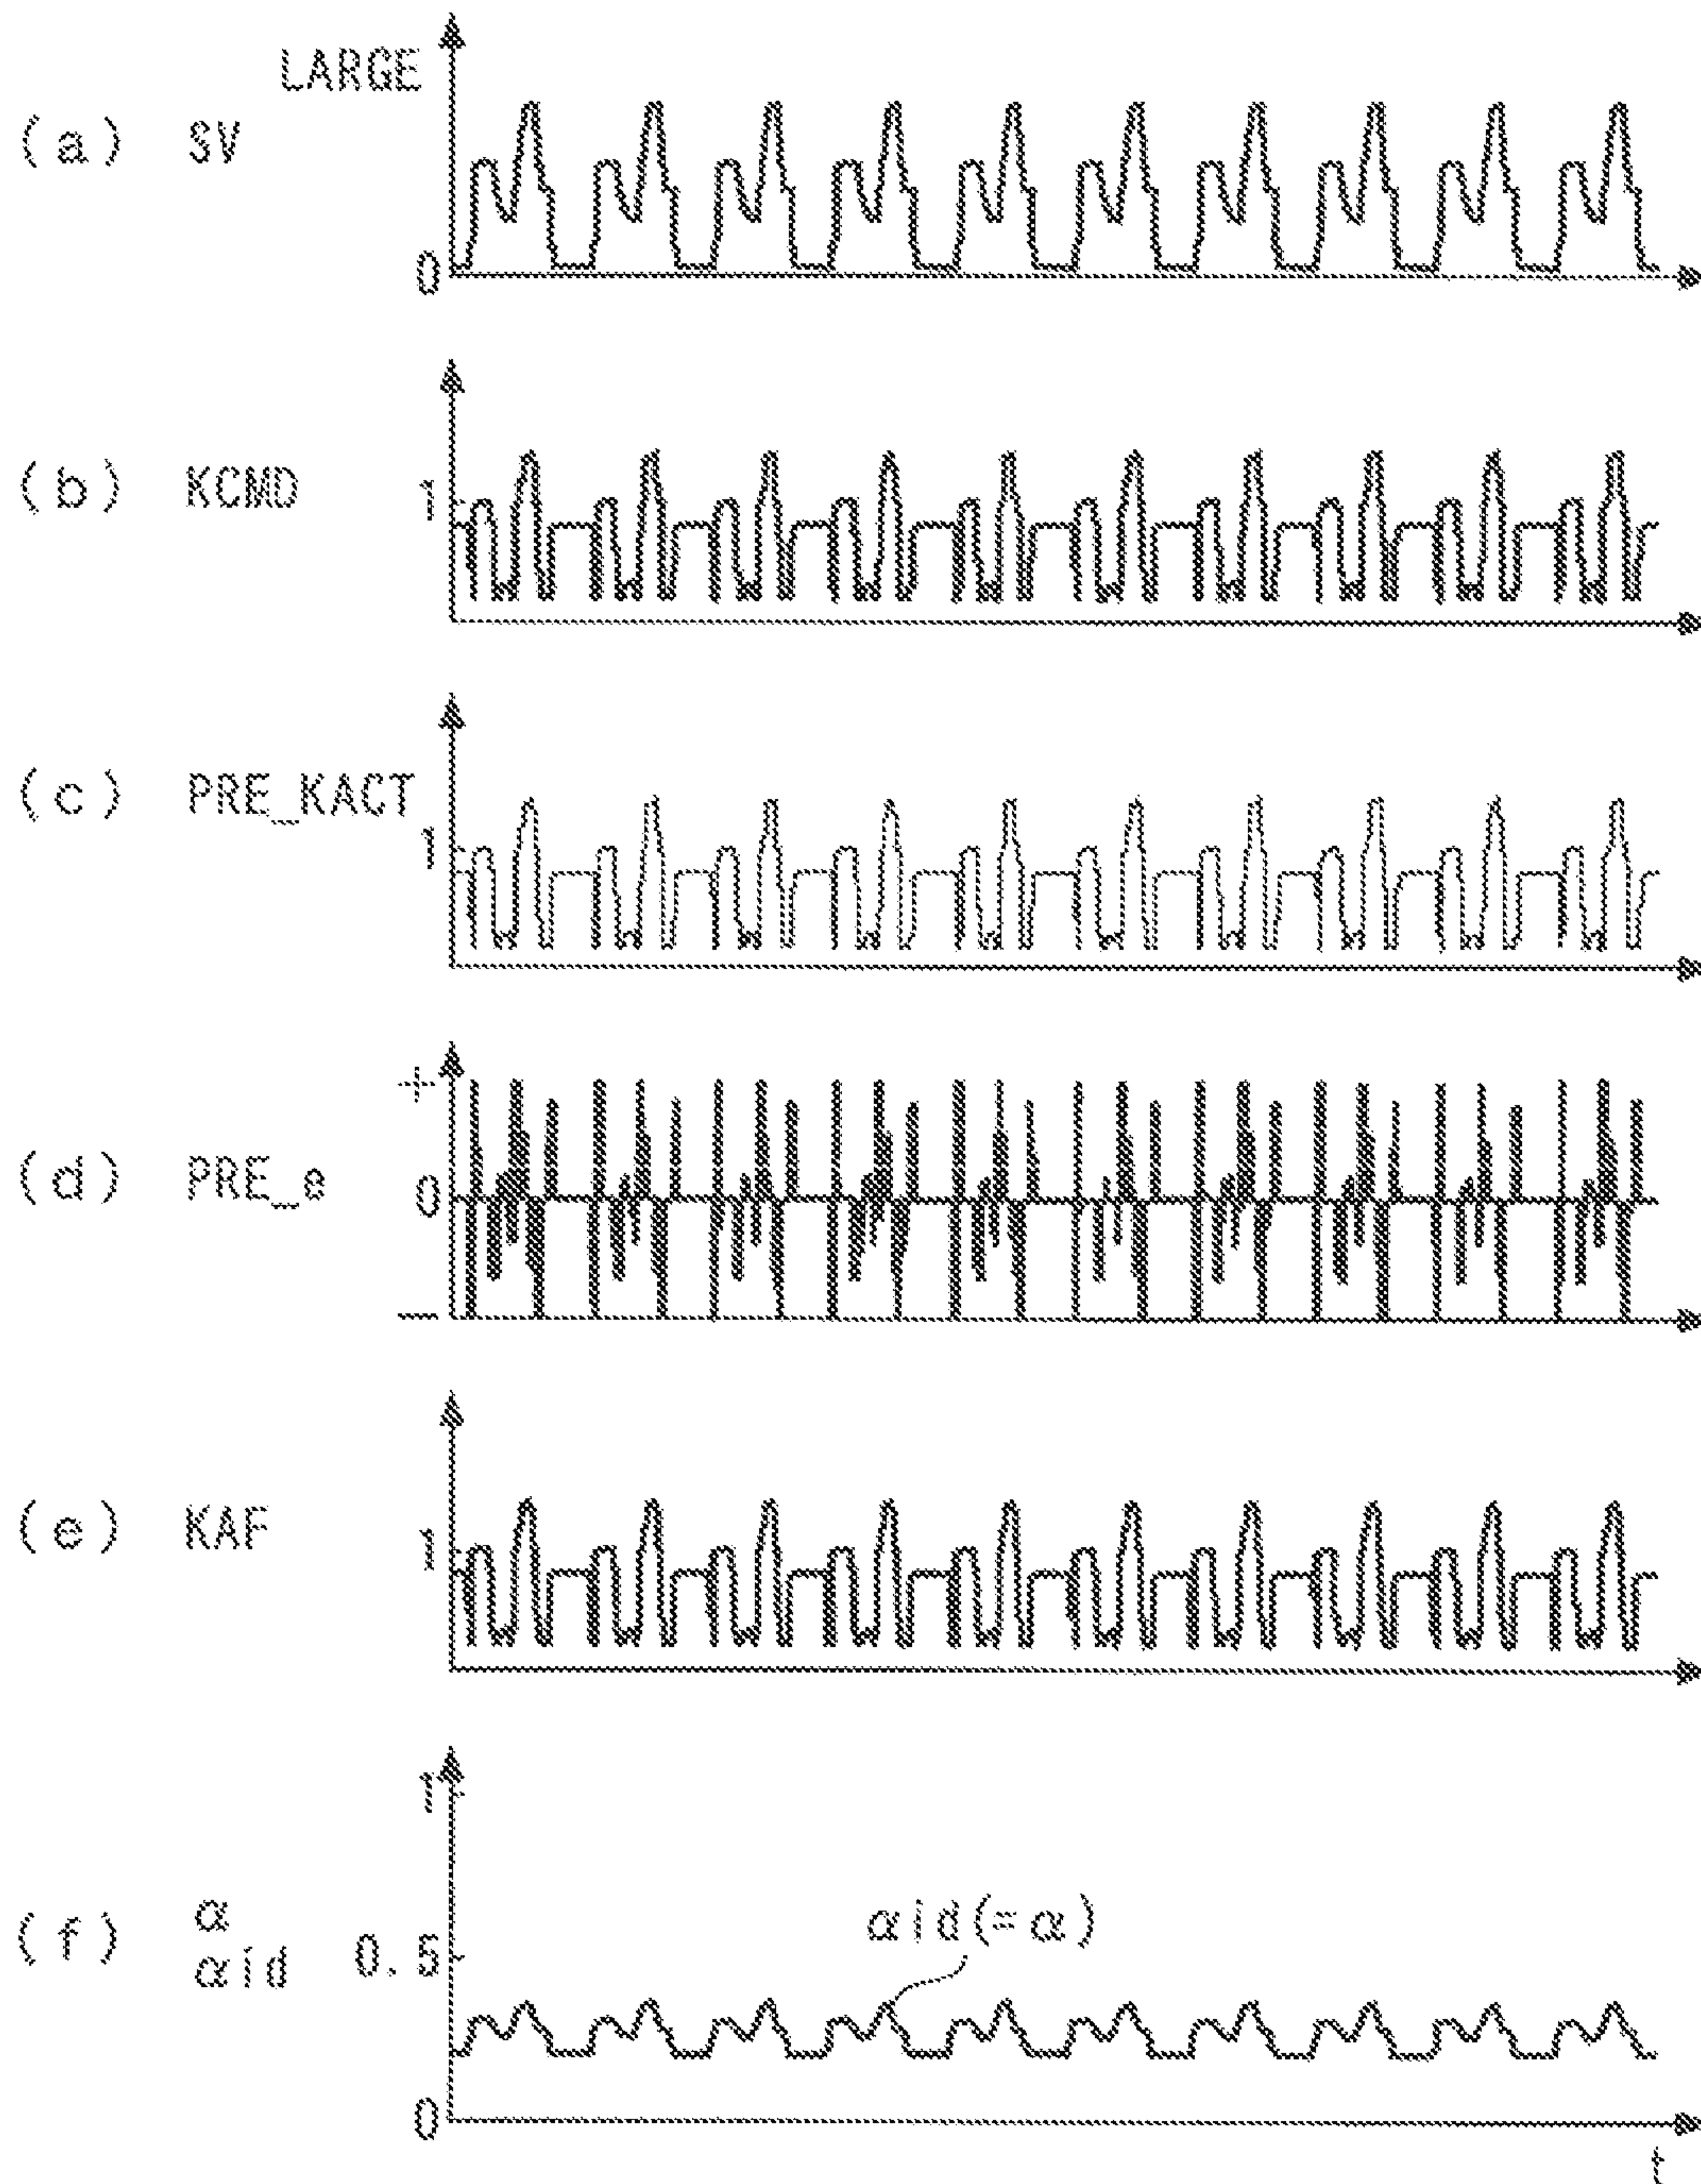 LARGE
(a) SV
0
(b) KCMD
1
(c) PRE_KACT
1
+
(d) PRE_e
0
−
(e) KAF
1
1
(f) α
αid
0.5
αid(=α)
0
t